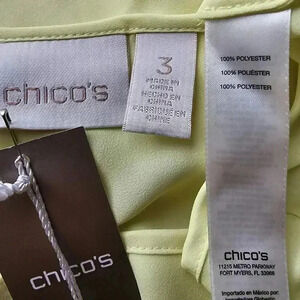 chico's
3
MADE IN
CHINA
HECHO EN
CHINA
FABRIQUÉ EN
CHINE
100% POLYESTER
100% POLIÉSTER
100% POLYESTER
chico's
11215 METRO PARKWAY
FORT MYERS, FL 33966
Importado en México por:
chico's